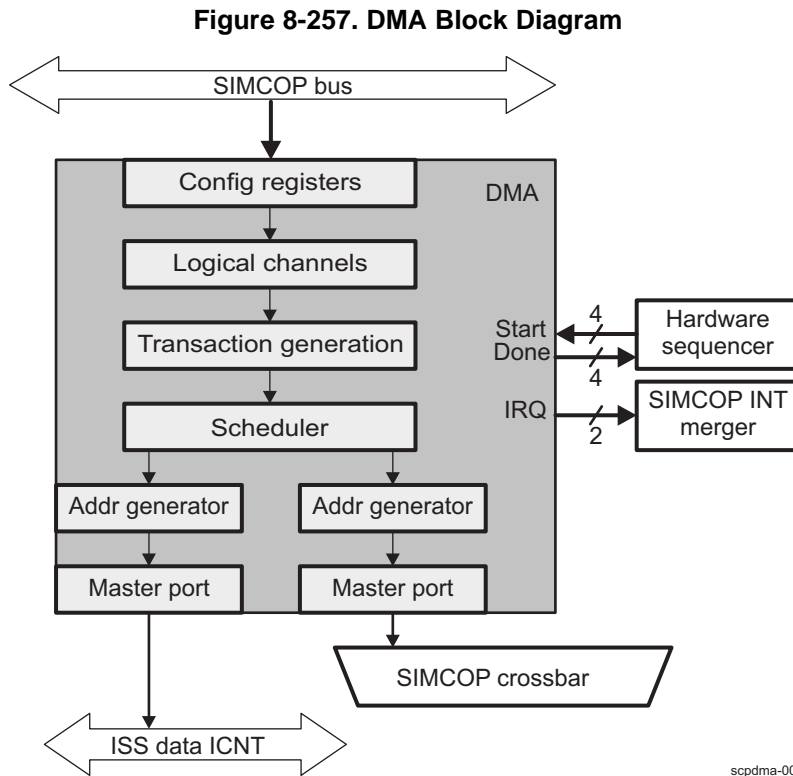 Figure 8-257. DMA Block Diagram
SIMCOP bus
Config registers
DMA
Logical channels
Transaction generation
Start
4
Hardware
sequencer
Done
4
Scheduler
IRQ
2
SIMCOP INT
merger
Addr generator
Addr generator
Master port
Master port
SIMCOP crossbar
ISS data ICNT